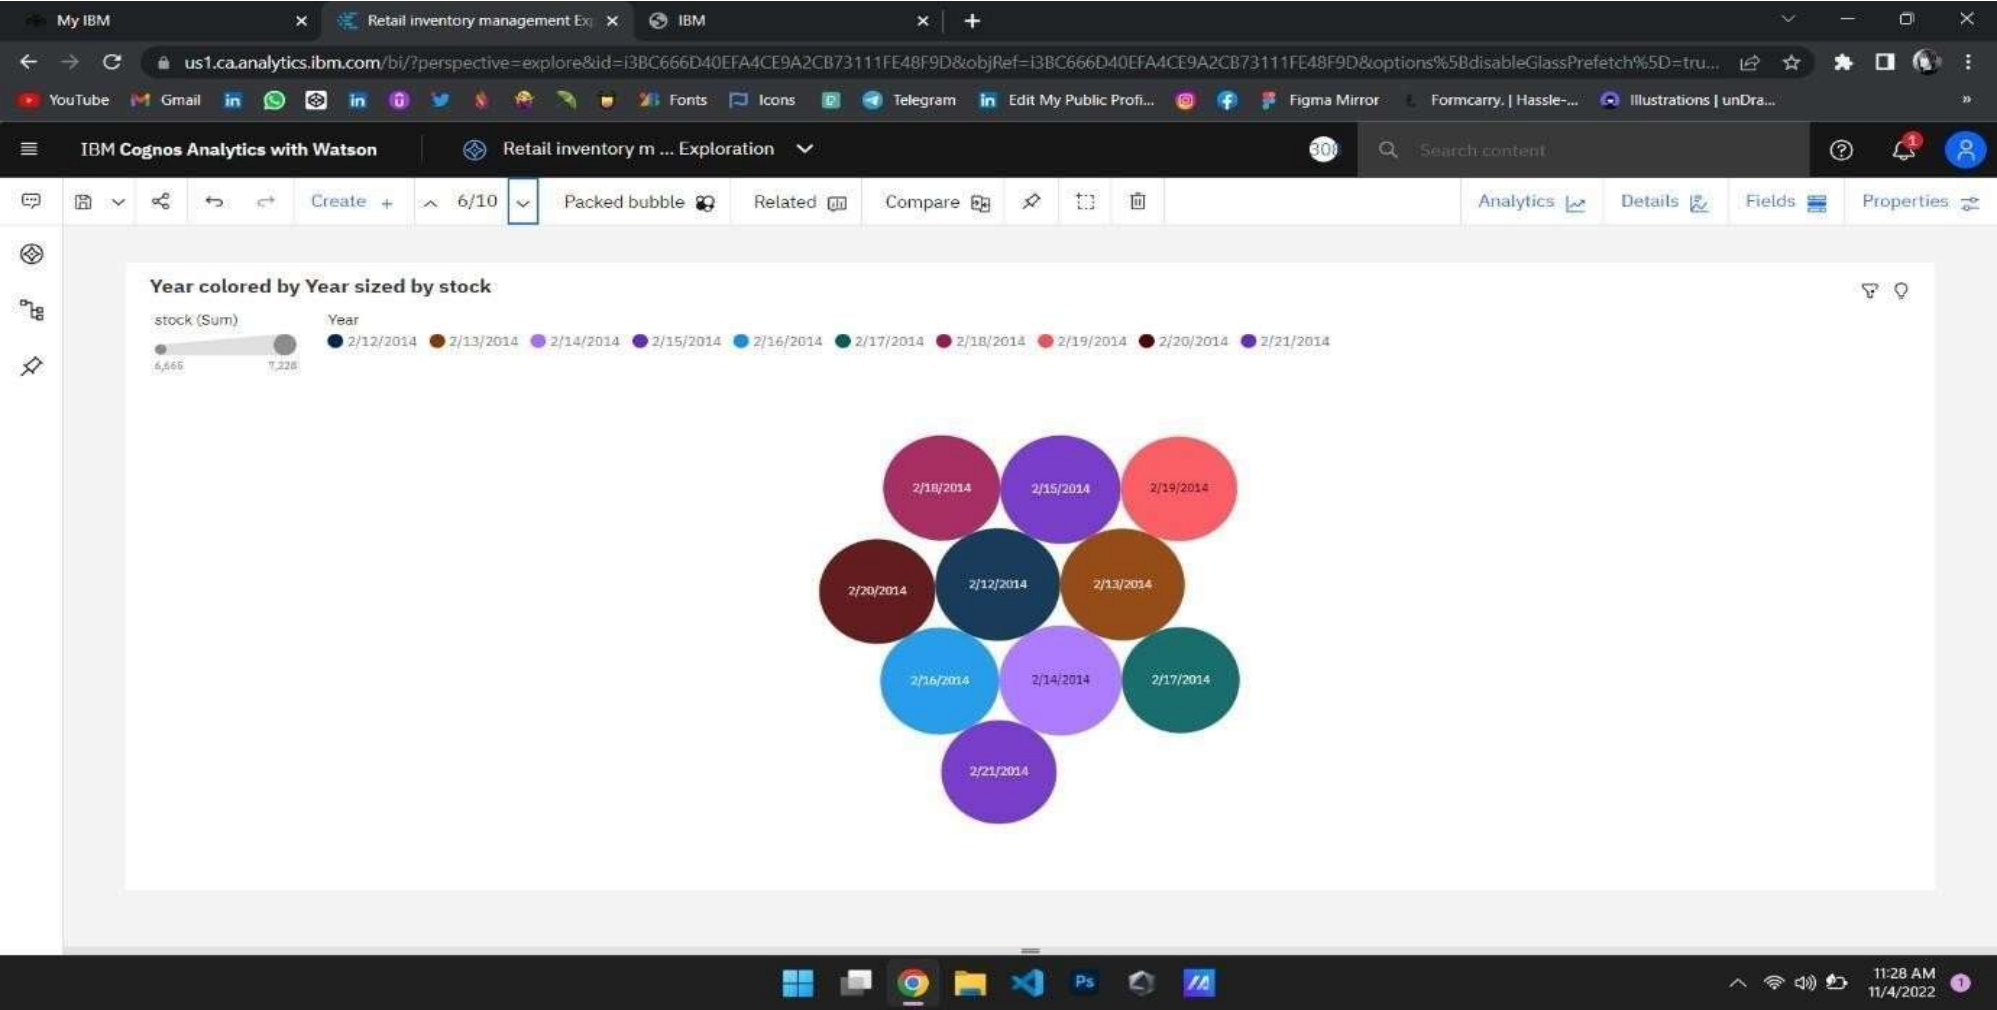 My IBM
Retail inventory management Ex
IBM
us1.ca.analytics.ibm.com/bi/?perspective=explore&id=i3BC666D40EFA4CE9A2CB73111FE48F9D&objRef=i3BC666D40EFA4CE9A2CB73111FE48F9D&options%5BdisableGlassPrefetch%5D=tru...
YouTube Gmail Fonts Icons Telegram Edit My Public Profi... Figma Mirror Formcarry. | Hassle-... Illustrations | unDra... »
IBM Cognos Analytics with Watson
Retail inventory m ... Exploration
Search content
1
Create + 6/10 Packed bubble Related Compare Analytics Details Fields Properties
Year colored by Year sized by stock
stock (Sum)
6,665 7,228
Year
2/12/2014 2/13/2014 2/14/2014 2/15/2014 2/16/2014 2/17/2014 2/18/2014 2/19/2014 2/20/2014 2/21/2014
2/18/2014 2/15/2014 2/19/2014
2/20/2014 2/12/2014 2/13/2014
2/16/2014 2/14/2014 2/17/2014
2/21/2014
Ps
11:28 AM
11/4/2022
1